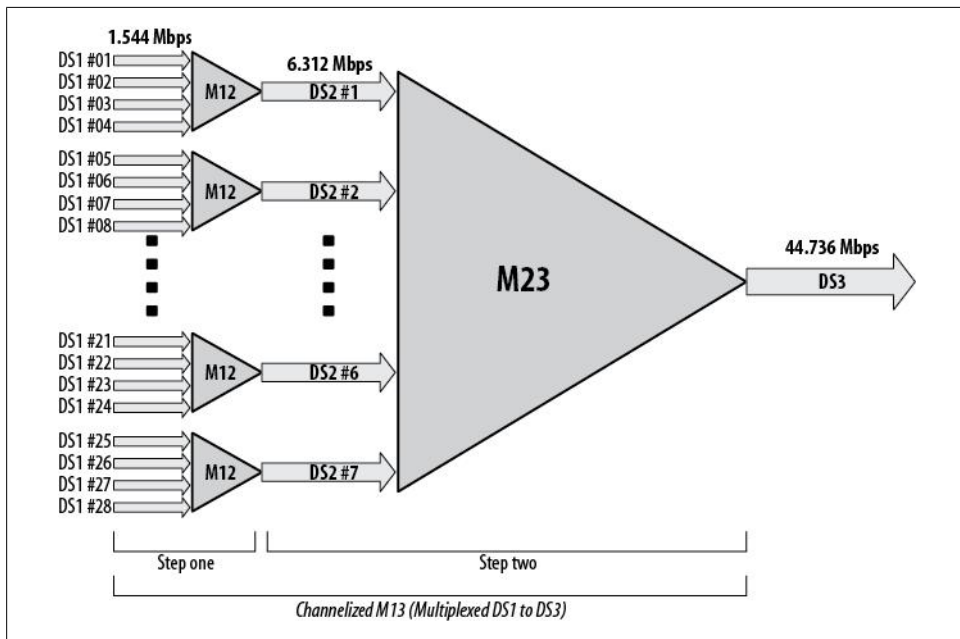 1.544 Mbps
DS1 #01
DS1 #02
DS1 #03
DS1 #04
M12
6.312 Mbps
DS2 #1
DS1 #05
DS1 #06
DS1 #07
DS1 #08
M12
DS2 #2
M23
44.736 Mbps
DS3
DS1 #21
DS1 #22
DS1 #23
DS1 #24
M12
DS2 #6
DS1 #25
DS1 #26
DS1 #27
DS1 #28
M12
DS2 #7
Step one
Step two
Channelized M13 (Multiplexed DS1 to DS3)